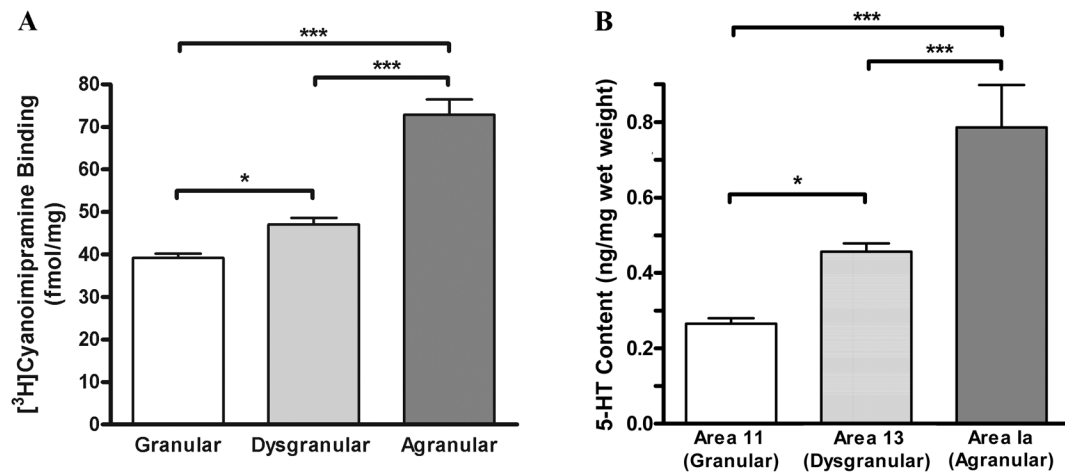 A
***
***
*
80
70
60
50
40
30
20
10
0
[³H]Cyanoimipramine Binding
(fmol/mg)
Granular Dysgranular Agranular
B
***
***
*
0.8
0.6
0.4
0.2
0.0
5-HT Content (ng/mg wet weight)
Area 11 Area 13 Area Ia
(Granular) (Dysgranular) (Agranular)